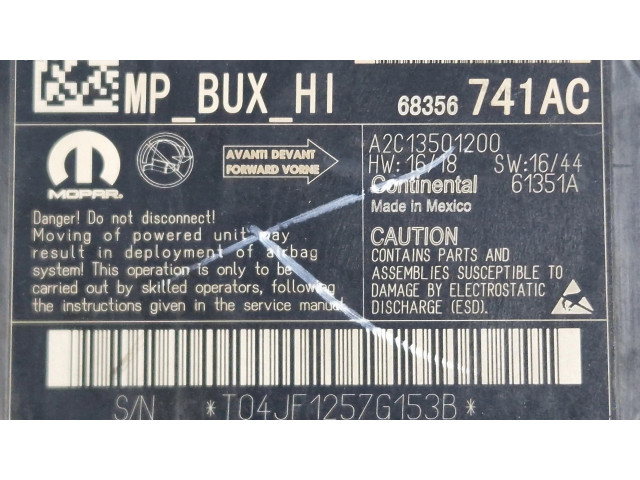 MP_BUX_HI
68356 741AC
MOPAR
AVANTI DEVANT
FORWARD VORNE
A2C13501200
HW: 16/18 SW: 16/44
Continental 61351A
Made in Mexico
Danger! Do not disconnect!
Moving of powered unit may
result in deployment of airbag
system! This operation is only to be
carried out by skilled operators, following
the instructions given in the service manual.
CAUTION
CONTAINS PARTS AND
ASSEMBLIES SUSCEPTIBLE TO
DAMAGE BY ELECTROSTATIC
DISCHARGE (ESD).
S/N *T04JF1257G153B*